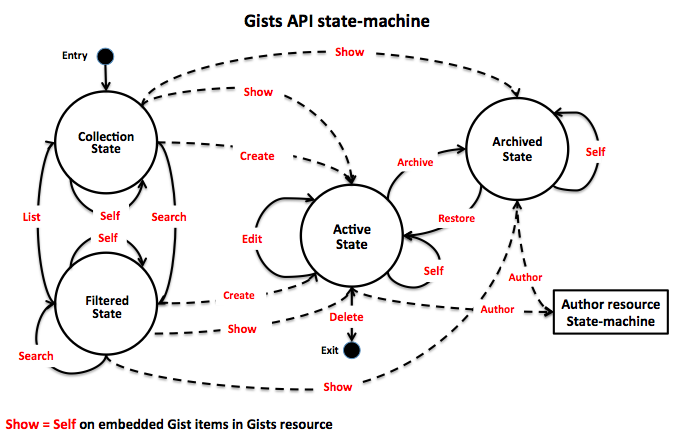 Gists API state-machine
Entry
Show
Show
Collection
State
Create
Archive
Archived
State
Self
List
Self
Search
Restore
Self
Edit
Active
State
Self
Filtered
State
Create
Author
Show
Delete
Author
Author resource
State-machine
Search
Exit
Show
Show = Self on embedded Gist items in Gists resource